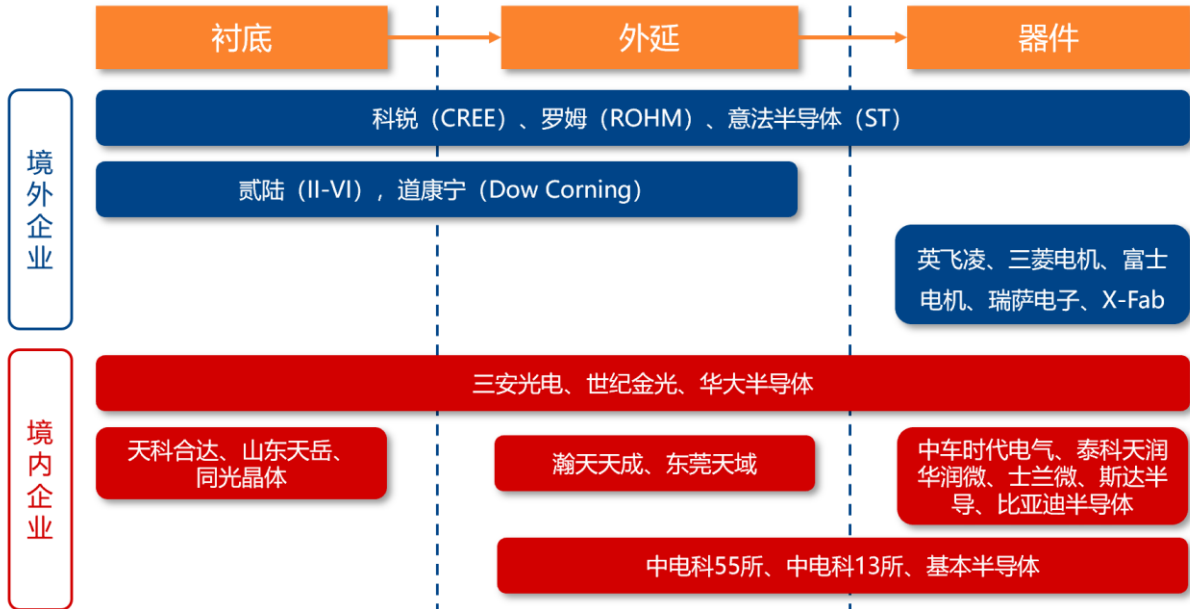 衬底
外延
器件
境外企业
科锐（CREE）、罗姆（ROHM）、意法半导体（ST）
贰陆（II-VI），道康宁（Dow Corning）
英飞凌、三菱电机、富士
电机、瑞萨电子、X-Fab
境内企业
三安光电、世纪金光、华大半导体
天科合达、山东天岳、
同光晶体
瀚天天成、东莞天域
中车时代电气、泰科天润
华润微、士兰微、斯达半
导、比亚迪半导体
中电科55所、中电科13所、基本半导体